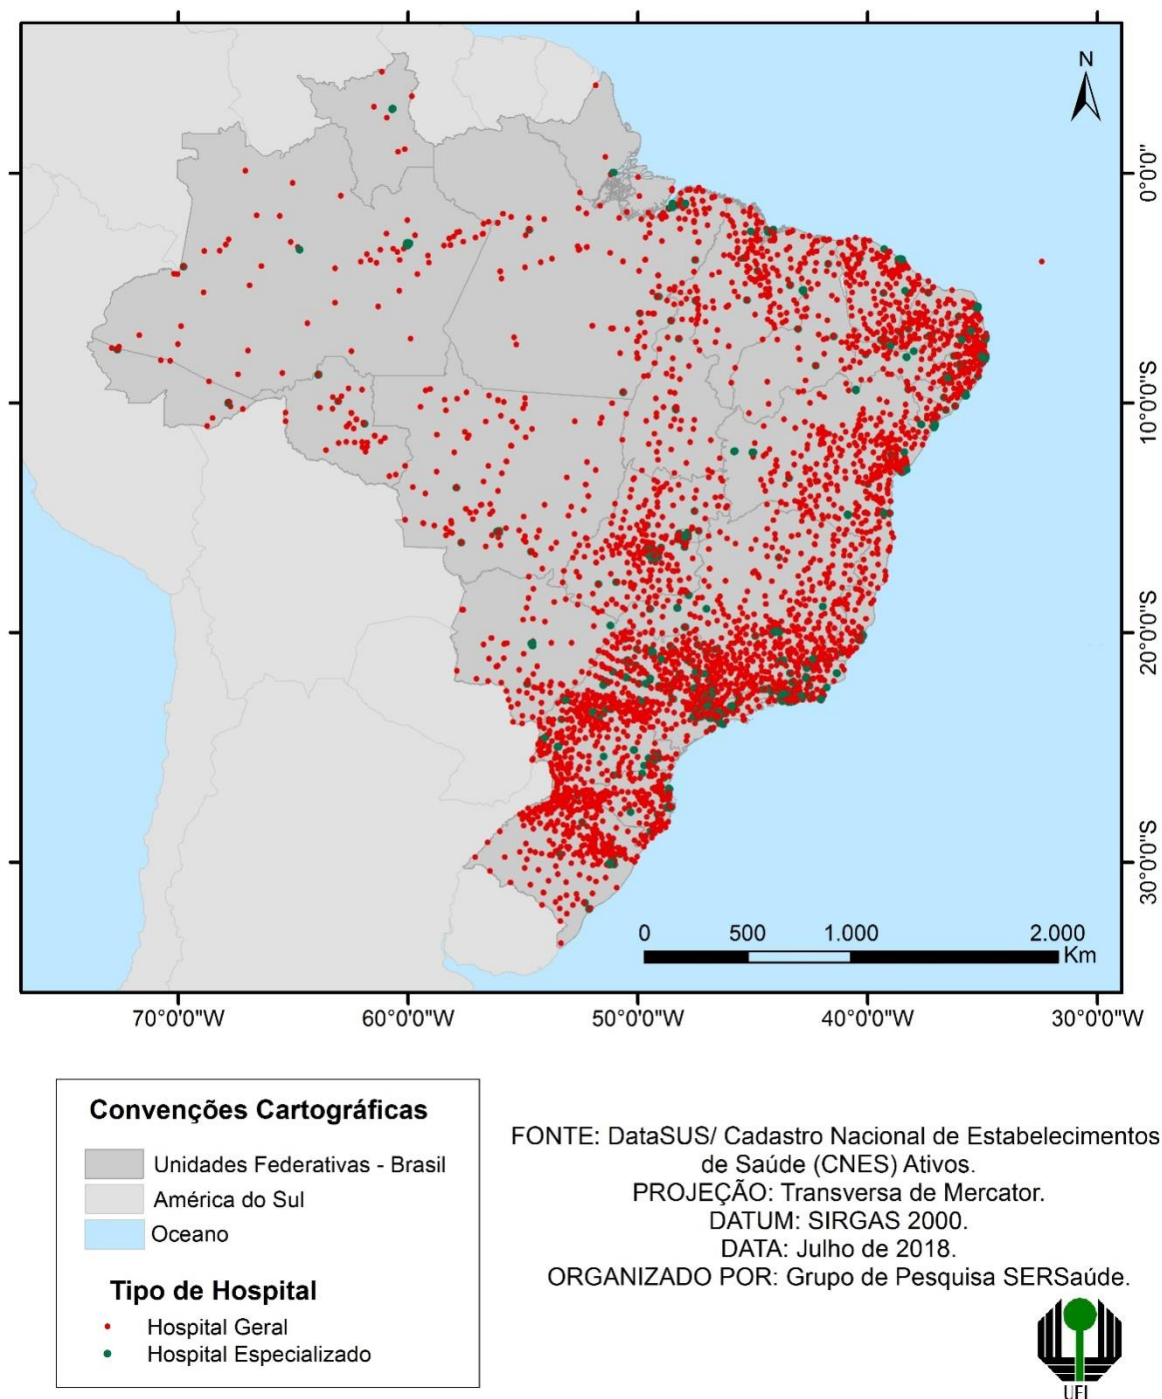 N
0°0'0"
10°0'0"S
20°0'0"S
30°0'0"S
0 500 1.000 2.000
Km
70°0'0"W 60°0'0"W 50°0'0"W 40°0'0"W 30°0'0"W
Convenções Cartográficas
Unidades Federativas - Brasil
América do Sul
Oceano
Tipo de Hospital
Hospital Geral
Hospital Especializado
FONTE: DataSUS/ Cadastro Nacional de Estabelecimentos
de Saúde (CNES) Ativos.
PROJEÇÃO: Transversa de Mercator.
DATUM: SIRGAS 2000.
DATA: Julho de 2018.
ORGANIZADO POR: Grupo de Pesquisa SERSaúde.